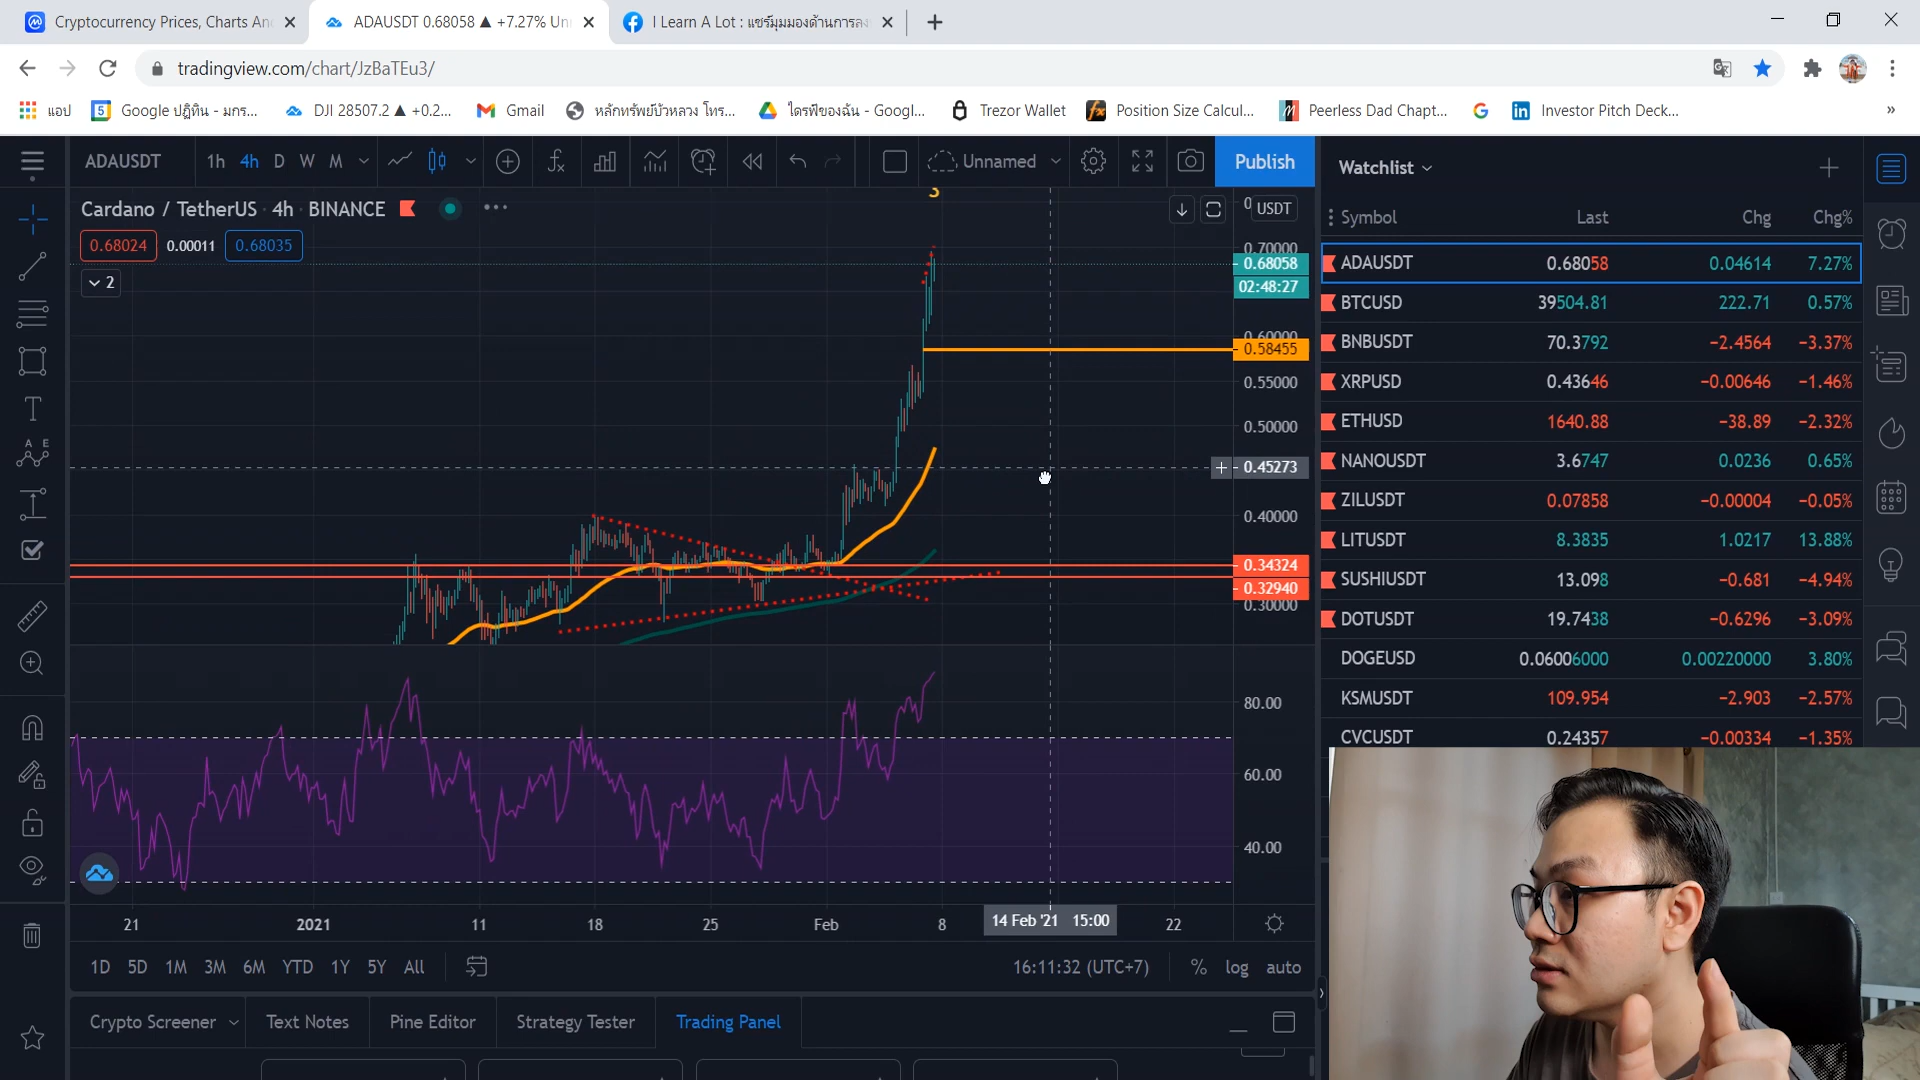 Cryptocurrency Prices, Charts An
ADAUSDT 0.68058 ▲ +7.27% Un
I Learn A Lot : แชร์มุมมองด้านการลง
tradingview.com/chart/JzBaTEu3/
แอป
5
Google ปฏิทิน - มกร...
DJI 28507.2 ▲ +0.2...
Gmail
หลักทรัพย์บัวหลวง โทร...
ไดรฟ์ของฉัน - Googl...
Trezor Wallet
Position Size Calcul...
Peerless Dad Chapt...
Investor Pitch Deck...
»
ADAUSDT
1h 4h D W M
Unnamed
Publish
Cardano / TetherUS · 4h · BINANCE
0.68024 0.00011 0.68035
2
3
USDT
0.70000
0.68058
02:48:27
0.60000
0.58455
0.55000
0.50000
0.45273
0.40000
0.34324
0.32940
0.30000
80.00
60.00
40.00
21 2021 11 18 25 Feb 8 14 Feb '21 15:00 22
1D 5D 1M 3M 6M YTD 1Y 5Y All
16:11:32 (UTC+7) % log auto
Crypto Screener Text Notes Pine Editor Strategy Tester Trading Panel
Watchlist
Symbol Last Chg Chg%
ADAUSDT 0.68058 0.04614 7.27%
BTCUSD 39504.81 222.71 0.57%
BNBUSDT 70.3792 −2.4564 −3.37%
XRPUSD 0.43646 −0.00646 −1.46%
ETHUSD 1640.88 −38.89 −2.32%
NANOUSDT 3.6747 0.0236 0.65%
ZILUSDT 0.07858 −0.00004 −0.05%
LITUSDT 8.3835 1.0217 13.88%
SUSHIUSDT 13.098 −0.681 −4.94%
DOTUSDT 19.7438 −0.6296 −3.09%
DOGEUSD 0.06006000 0.00220000 3.80%
KSMUSDT 109.954 −2.903 −2.57%
CVCUSDT 0.24357 −0.00334 −1.35%